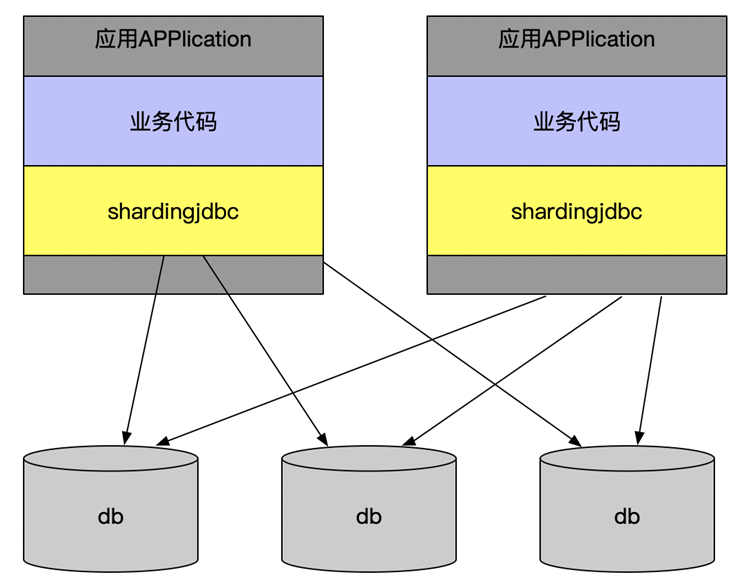 应用APPlication
应用APPlication
业务代码
业务代码
shardingjdbc
shardingjdbc
db
db
db